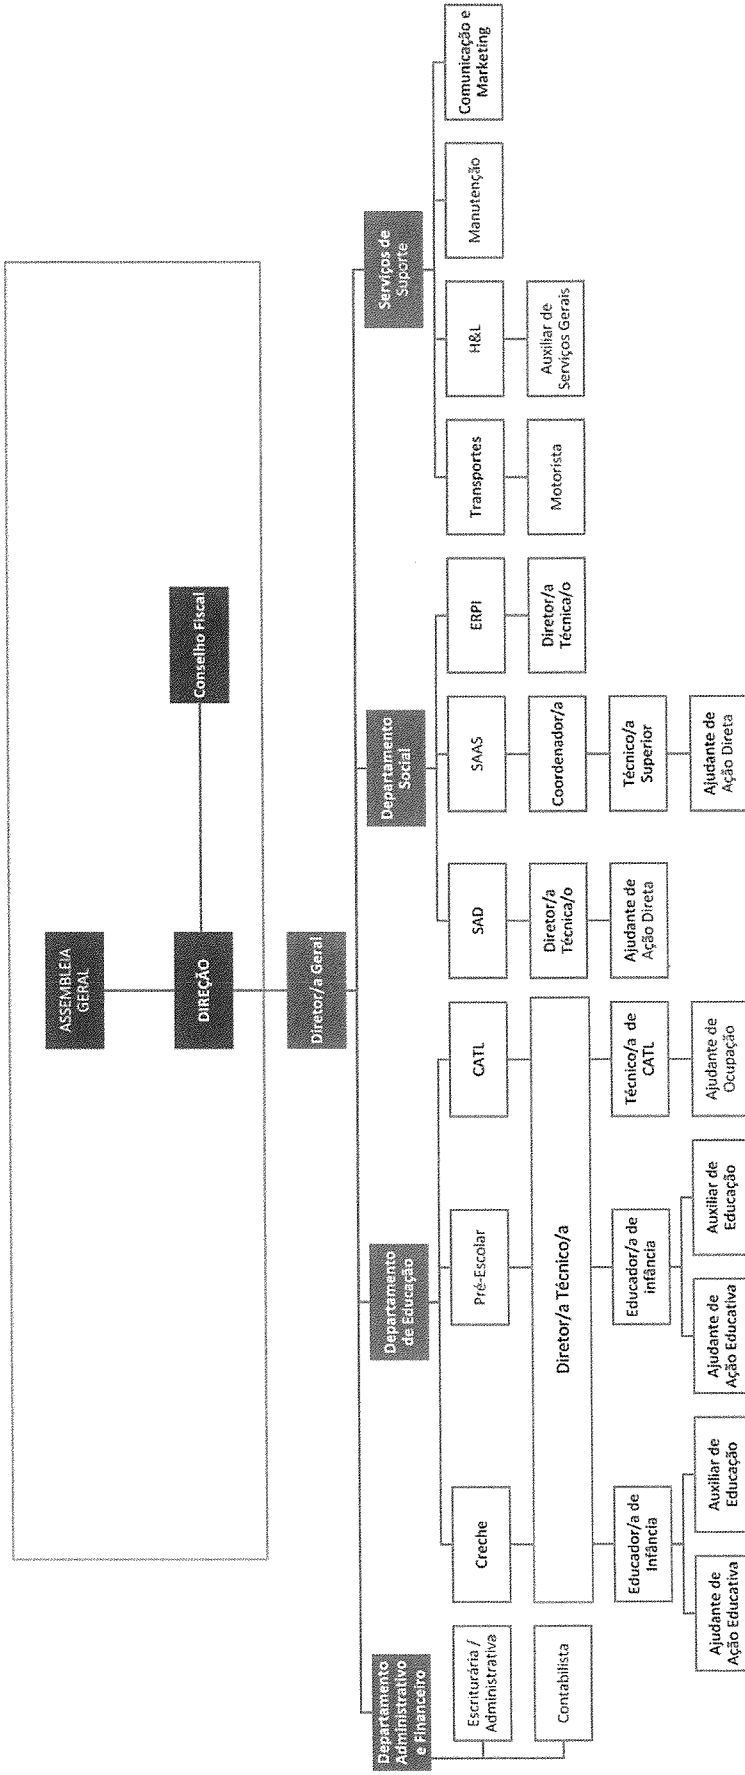 ASSEMBLEIA
GERAL
DIREÇÃO
Conselho Fiscal
Diretor/a Geral
Departamento
Administrativo
e Financeiro
Departamento
de Educação
Departamento
Social
Serviços de
Suporte
Escriturária /
Administrativa
Contabilista
Creche
Pré-Escolar
CATL
Diretor/a Técnico/a
Educador/a de
Infância
Educador/a de
infância
Técnico/a de
CATL
Ajudante de
Ação Educativa
Auxiliar de
Educação
Ajudante de
Ação Educativa
Auxiliar de
Educação
Ajudante de
Ocupação
SAD
SAAS
ERPI
Diretor/a
Técnica/o
Coordenador/a
Diretor/a
Técnica/o
Ajudante de
Ação Direta
Técnico/a
Superior
Ajudante de
Ação Direta
Transportes
H&L
Manutenção
Comunicação e
Marketing
Motorista
Auxiliar de
Serviços Gerais